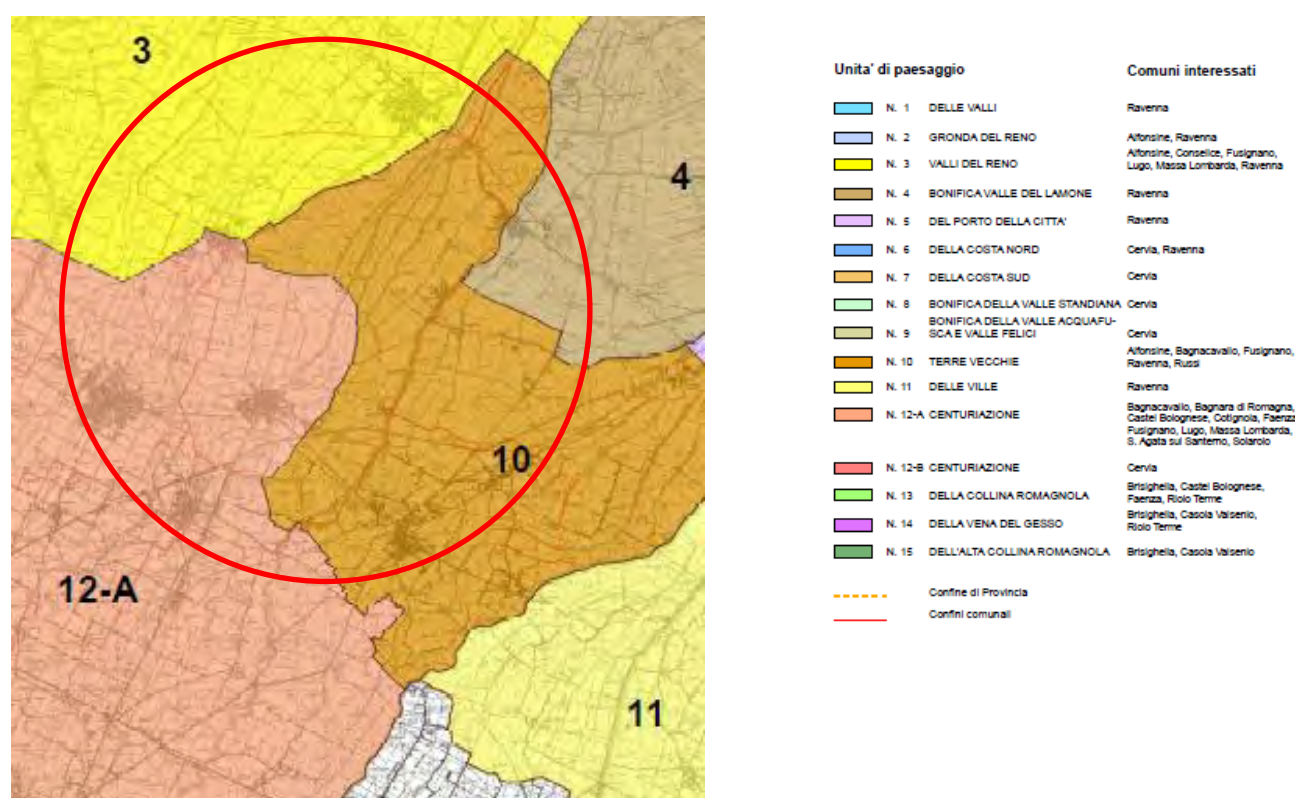 3
4
10
12-A
11
Unita' di paesaggio Comuni interessati
N. 1 DELLE VALLI Ravenna
N. 2 GRONDA DEL RENO Alfonsine, Ravenna
N. 3 VALLI DEL RENO Alfonsine, Conselice, Fusignano,
Lugo, Massa Lombarda, Ravenna
N. 4 BONIFICA VALLE DEL LAMONE Ravenna
N. 5 DEL PORTO DELLA CITTA' Ravenna
N. 6 DELLA COSTA NORD Cervia, Ravenna
N. 7 DELLA COSTA SUD Cervia
N. 8 BONIFICA DELLA VALLE STANDIANA Cervia
N. 9 BONIFICA DELLA VALLE ACQUAFU-
SCA E VALLE FELICI Cervia
N. 10 TERRE VECCHIE Alfonsine, Bagnacavallo, Fusignano,
Ravenna, Russi
N. 11 DELLE VILLE Ravenna
N. 12-A CENTURIAZIONE Bagnacavallo, Bagnara di Romagna,
Castel Bolognese, Cotignola, Faenza
Fusignano, Lugo, Massa Lombarda,
S. Agata sul Santerno, Solarolo
N. 12-B CENTURIAZIONE Cervia
N. 13 DELLA COLLINA ROMAGNOLA Brisighella, Castel Bolognese,
Faenza, Riolo Terme
N. 14 DELLA VENA DEL GESSO Brisighella, Casola Valsenio,
Riolo Terme
N. 15 DELL'ALTA COLLINA ROMAGNOLA Brisighella, Casola Valsenio
Confine di Provincia
Confini comunali